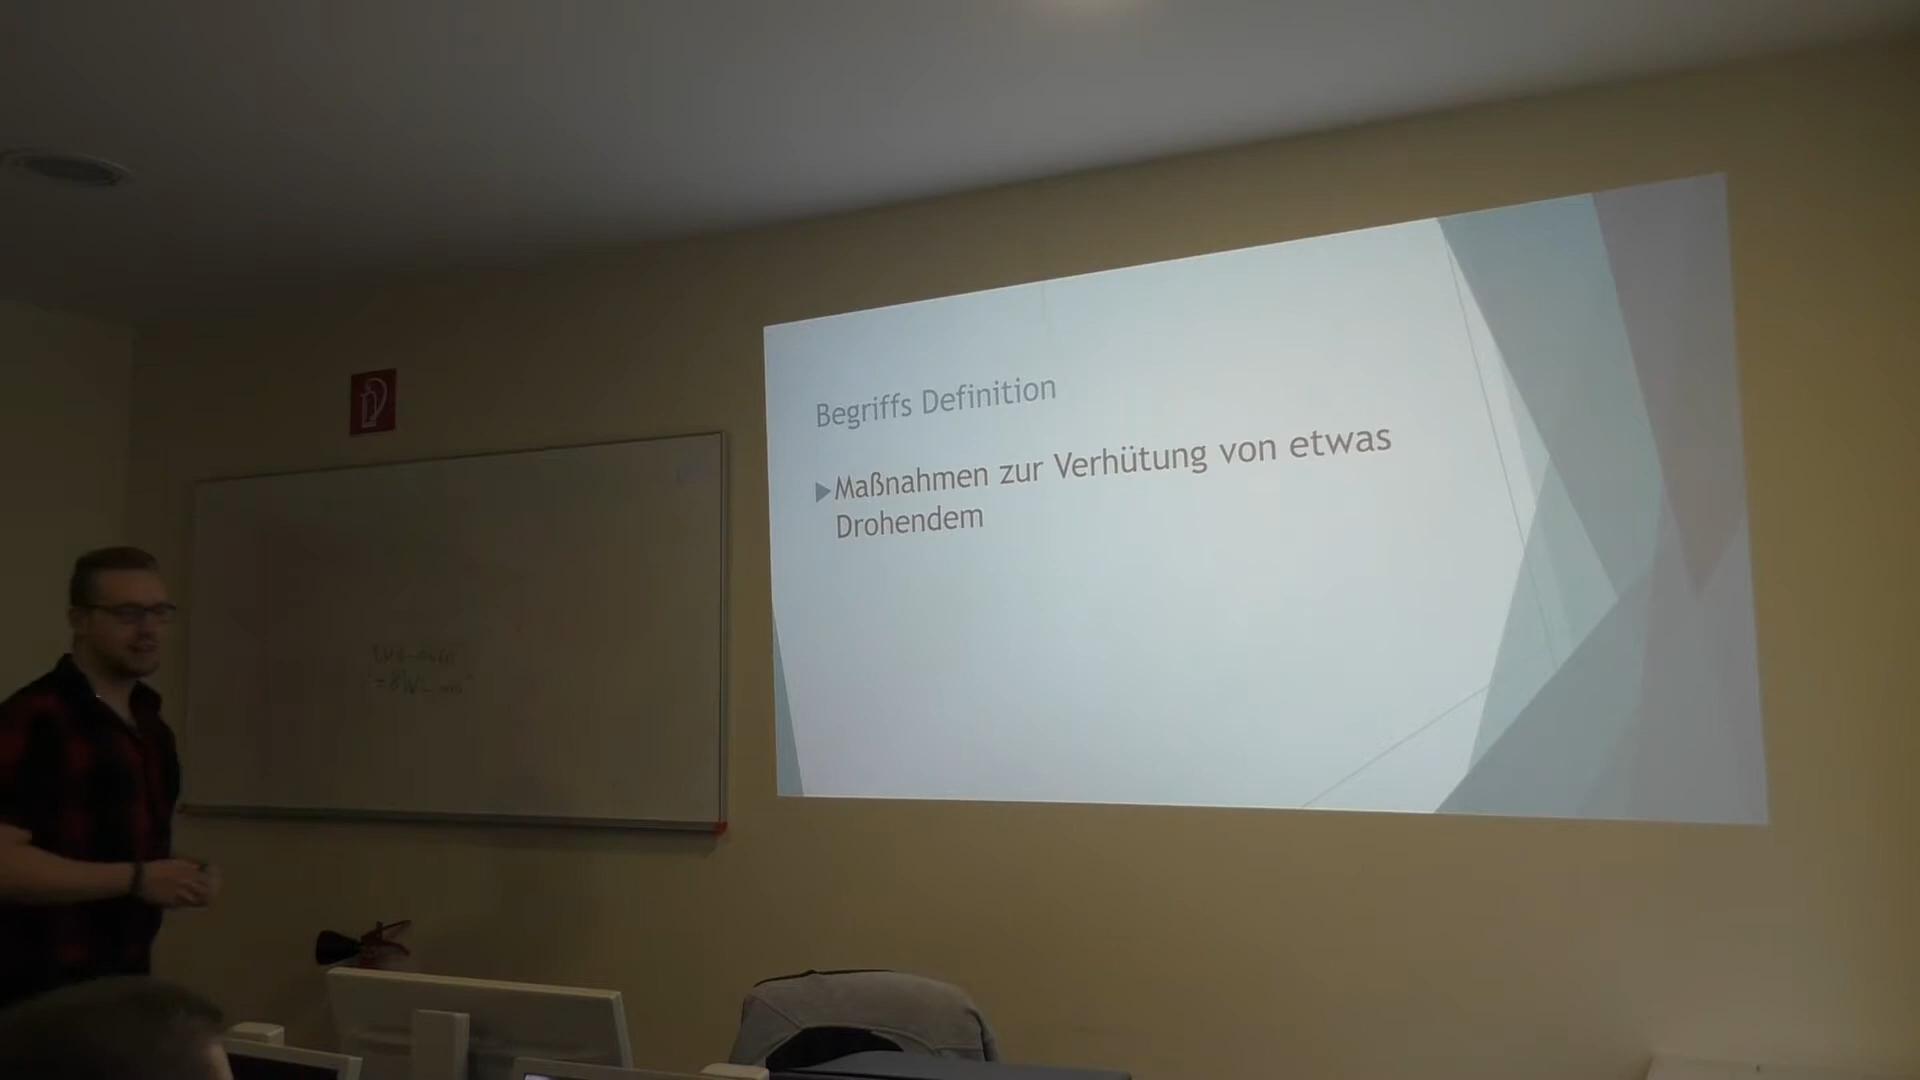 Begriffs Definition
Maßnahmen zur Verhütung von etwas
Drohendem